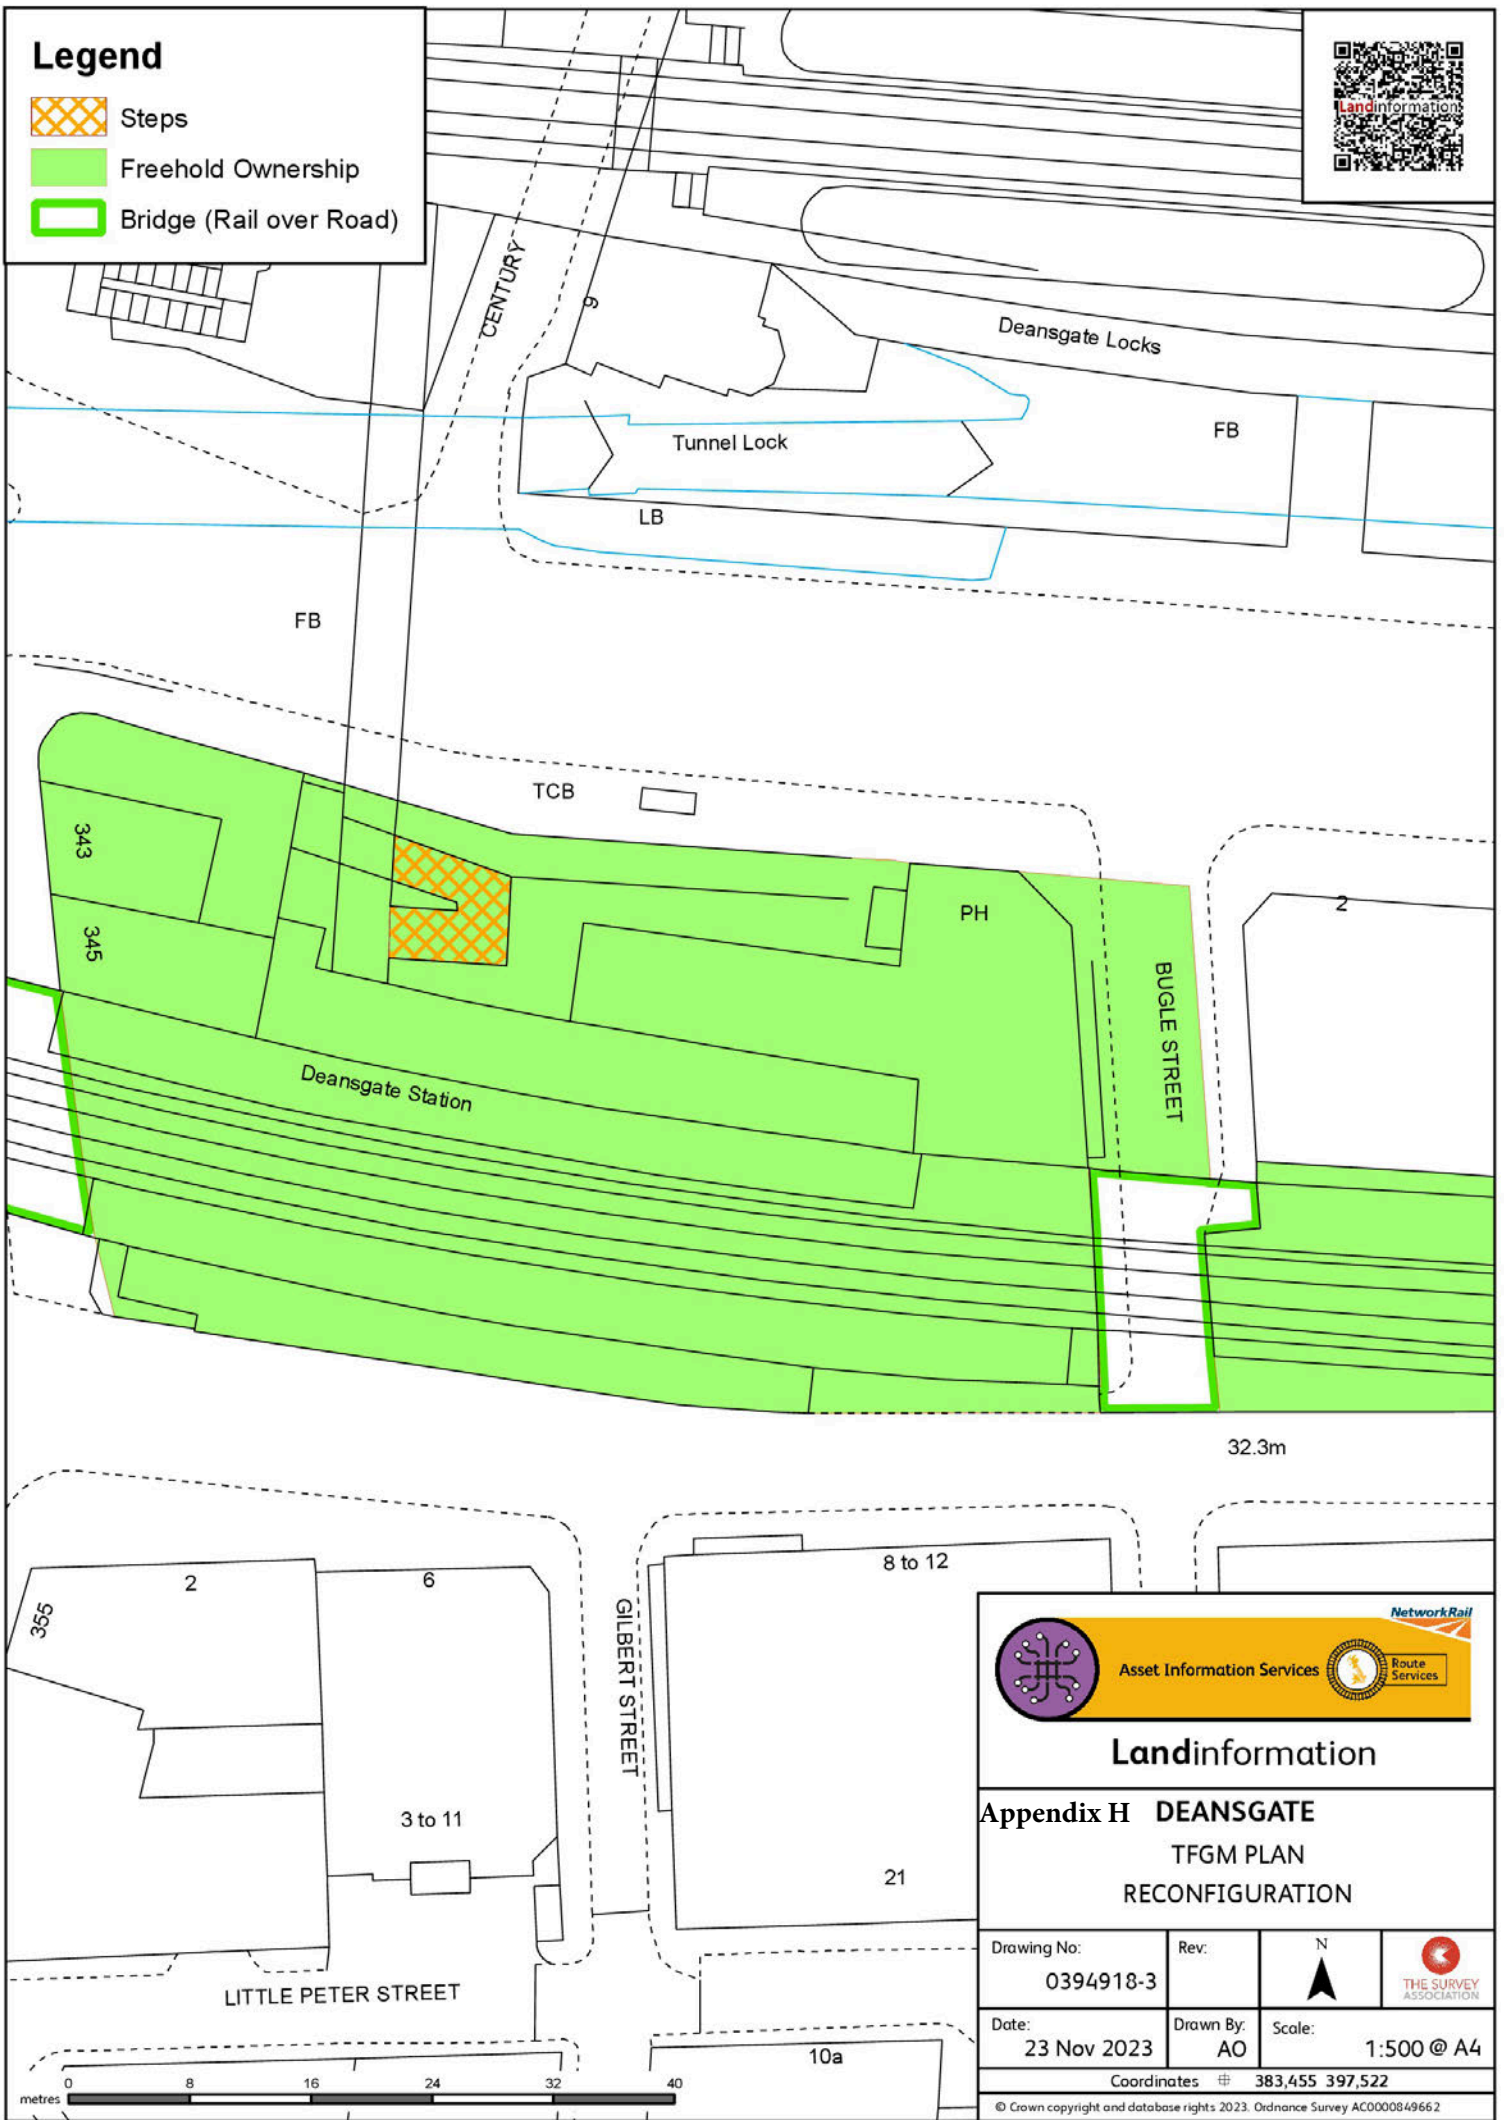 Legend
Steps
Freehold Ownership
Bridge (Rail over Road)
Landinformation
CENTURY
9
Deansgate Locks
Tunnel Lock
FB
LB
FB
TCB
343
345
PH
2
BUGLE STREET
Deansgate Station
32.3m
355
2
6
8 to 12
GILBERT STREET
3 to 11
21
LITTLE PETER STREET
10a
metres 0 8 16 24 32 40
NetworkRail
Asset Information Services
Route
Services
Landinformation
Appendix H DEANSGATE
TFGM PLAN
RECONFIGURATION
Drawing No:
0394918-3
Rev:
N
THE SURVEY
ASSOCIATION
Date:
23 Nov 2023
Drawn By:
AO
Scale:
1:500 @ A4
Coordinates 383,455 397,522
© Crown copyright and database rights 2023. Ordnance Survey AC0000849662